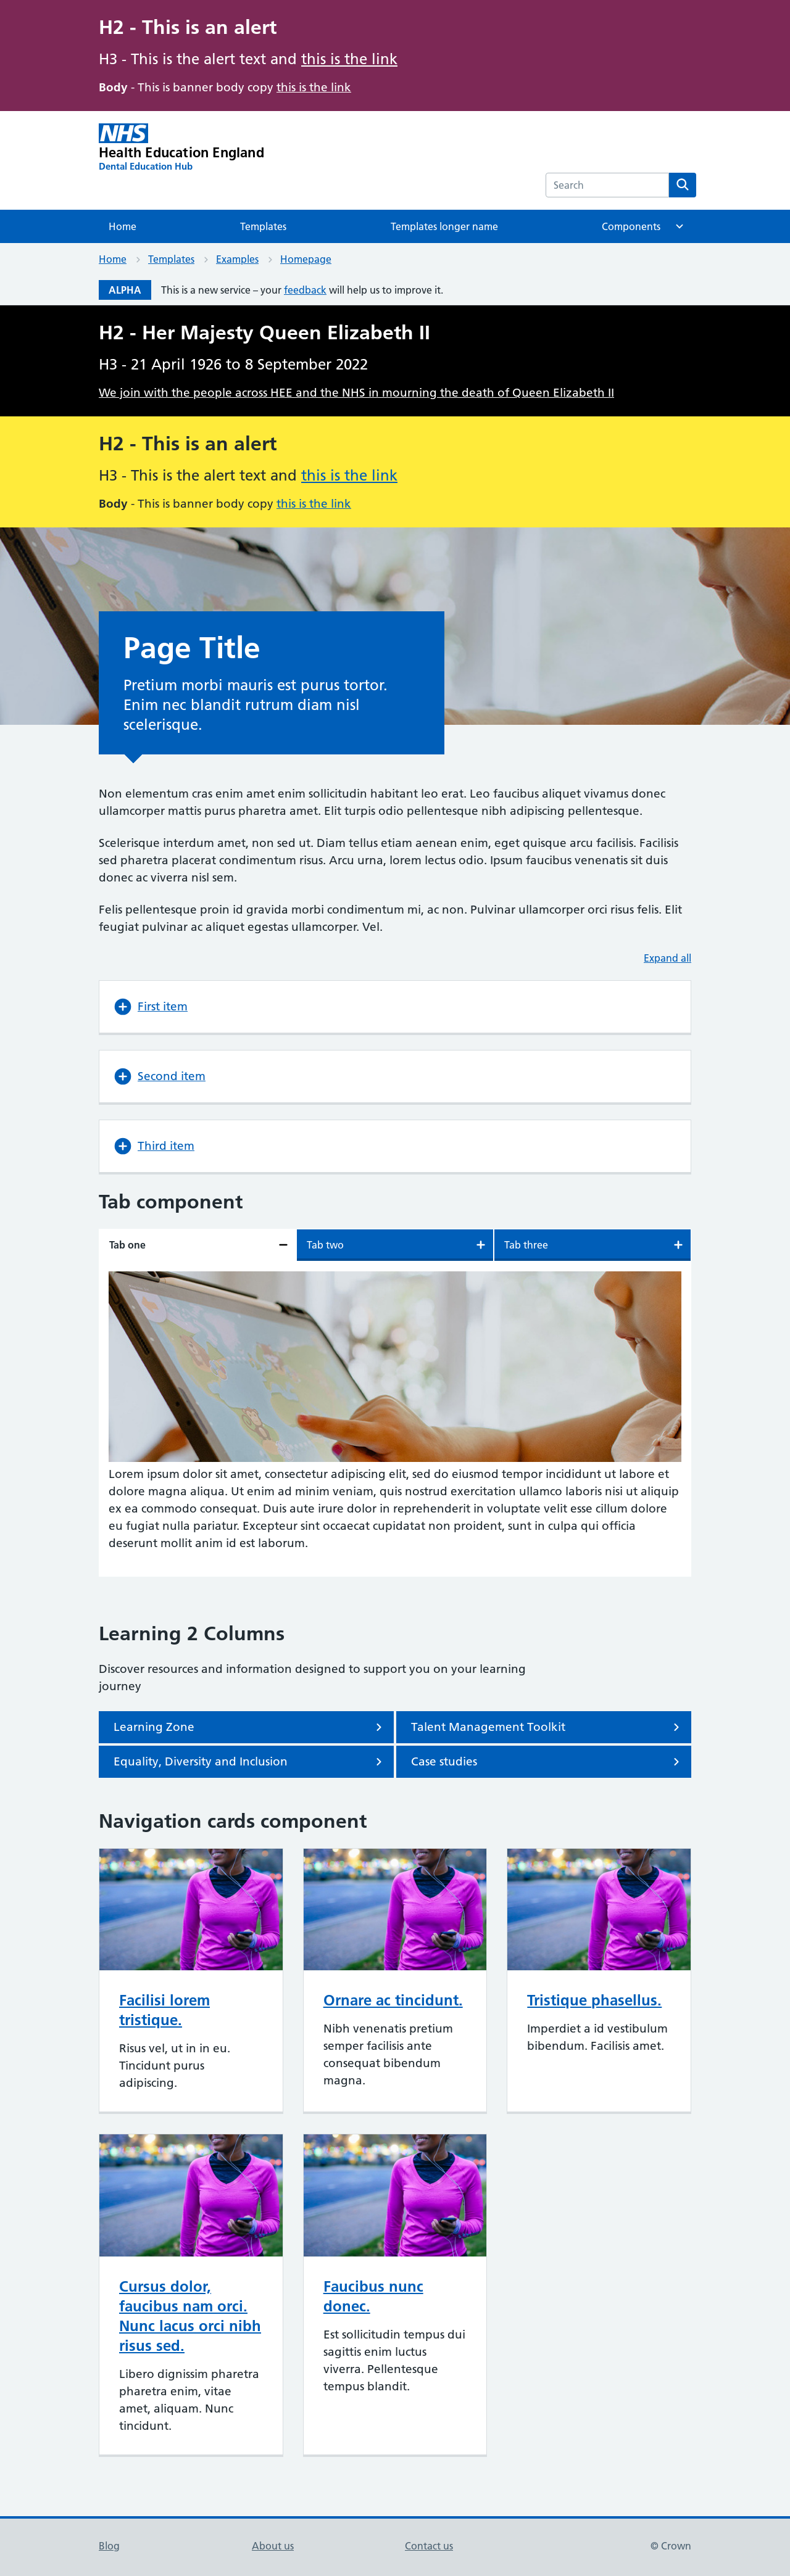 H2 - This is an alert
H3 - This is the alert text and this is the link
Body - This is banner body copy this is the link
NHS
Health Education England
Dental Education Hub
Search
Home Templates Templates longer name Components
Home Templates Examples Homepage
ALPHA This is a new service – your feedback will help us to improve it.
H2 - Her Majesty Queen Elizabeth II
H3 - 21 April 1926 to 8 September 2022
We join with the people across HEE and the NHS in mourning the death of Queen Elizabeth II
H2 - This is an alert
H3 - This is the alert text and this is the link
Body - This is banner body copy this is the link
Page Title
Pretium morbi mauris est purus tortor.
Enim nec blandit rutrum diam nisl
scelerisque.
Non elementum cras enim amet enim sollicitudin habitant leo erat. Leo faucibus aliquet vivamus donec
ullamcorper mattis purus pharetra amet. Elit turpis odio pellentesque nibh adipiscing pellentesque.
Scelerisque interdum amet, non sed ut. Diam tellus etiam aenean enim, eget quisque arcu facilisis. Facilisis
sed pharetra placerat condimentum risus. Arcu urna, lorem lectus odio. Ipsum faucibus venenatis sit duis
donec ac viverra nisl sem.
Felis pellentesque proin id gravida morbi condimentum mi, ac non. Pulvinar ullamcorper orci risus felis. Elit
feugiat pulvinar ac aliquet egestas ullamcorper. Vel.
Expand all
First item
Second item
Third item
Tab component
Tab one Tab two Tab three
Lorem ipsum dolor sit amet, consectetur adipiscing elit, sed do eiusmod tempor incididunt ut labore et
dolore magna aliqua. Ut enim ad minim veniam, quis nostrud exercitation ullamco laboris nisi ut aliquip
ex ea commodo consequat. Duis aute irure dolor in reprehenderit in voluptate velit esse cillum dolore
eu fugiat nulla pariatur. Excepteur sint occaecat cupidatat non proident, sunt in culpa qui officia
deserunt mollit anim id est laborum.
Learning 2 Columns
Discover resources and information designed to support you on your learning
journey
Learning Zone Talent Management Toolkit
Equality, Diversity and Inclusion Case studies
Navigation cards component
Facilisi lorem
tristique.
Risus vel, ut in in eu.
Tincidunt purus
adipiscing.
Ornare ac tincidunt.
Nibh venenatis pretium
semper facilisis ante
consequat bibendum
magna.
Tristique phasellus.
Imperdiet a id vestibulum
bibendum. Facilisis amet.
Cursus dolor,
faucibus nam orci.
Nunc lacus orci nibh
risus sed.
Libero dignissim pharetra
pharetra enim, vitae
amet, aliquam. Nunc
tincidunt.
Faucibus nunc
donec.
Est sollicitudin tempus dui
sagittis enim luctus
viverra. Pellentesque
tempus blandit.
Blog About us Contact us © Crown